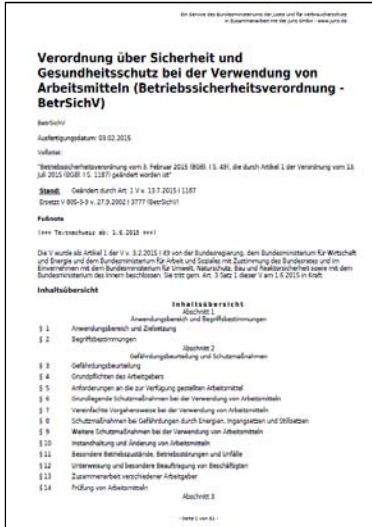 Ein Service des Bundesministeriums der Justiz und für Verbraucherschutz
in Zusammenarbeit mit der juris GmbH - www.juris.de
Verordnung über Sicherheit und
Gesundheitsschutz bei der Verwendung von
Arbeitsmitteln (Betriebssicherheitsverordnung -
BetrSichV)
BetrSichV
Ausfertigungsdatum: 03.02.2015
Vollzitat:
"Betriebssicherheitsverordnung vom 3. Februar 2015 (BGBl. I S. 49), die durch Artikel 1 der Verordnung vom 13.
Juli 2015 (BGBl. I S. 1187) geändert worden ist"
Stand: Geändert durch Art. 1 V v. 13.7.2015 I 1187
Ersetzt V 805-3-9 v. 27.9.2002 I 3777 (BetrSichV)
Fußnote
(+++ Textnachweis ab: 1.6.2015 +++)
Die V wurde als Artikel 1 der V v. 3.2.2015 I 49 von der Bundesregierung, dem Bundesministerium für Wirtschaft
und Energie und dem Bundesministerium für Arbeit und Soziales mit Zustimmung des Bundesrates und im
Einvernehmen mit dem Bundesministerium für Umwelt, Naturschutz, Bau und Reaktorsicherheit sowie mit dem
Bundesministerium des Innern beschlossen. Sie tritt gem. Art. 3 Satz 1 dieser V am 1.6.2015 in Kraft.
Inhaltsübersicht
Inhaltsübersicht
Abschnitt 1
Anwendungsbereich und Begriffsbestimmungen
§ 1 Anwendungsbereich und Zielsetzung
§ 2 Begriffsbestimmungen
Abschnitt 2
Gefährdungsbeurteilung und Schutzmaßnahmen
§ 3 Gefährdungsbeurteilung
§ 4 Grundpflichten des Arbeitgebers
§ 5 Anforderungen an die zur Verfügung gestellten Arbeitsmittel
§ 6 Grundlegende Schutzmaßnahmen bei der Verwendung von Arbeitsmitteln
§ 7 Vereinfachte Vorgehensweise bei der Verwendung von Arbeitsmitteln
§ 8 Schutzmaßnahmen bei Gefährdungen durch Energien, Ingangsetzen und Stillsetzen
§ 9 Weitere Schutzmaßnahmen bei der Verwendung von Arbeitsmitteln
§ 10 Instandhaltung und Änderung von Arbeitsmitteln
§ 11 Besondere Betriebszustände, Betriebsstörungen und Unfälle
§ 12 Unterweisung und besondere Beauftragung von Beschäftigten
§ 13 Zusammenarbeit verschiedener Arbeitgeber
§ 14 Prüfung von Arbeitsmitteln
Abschnitt 3